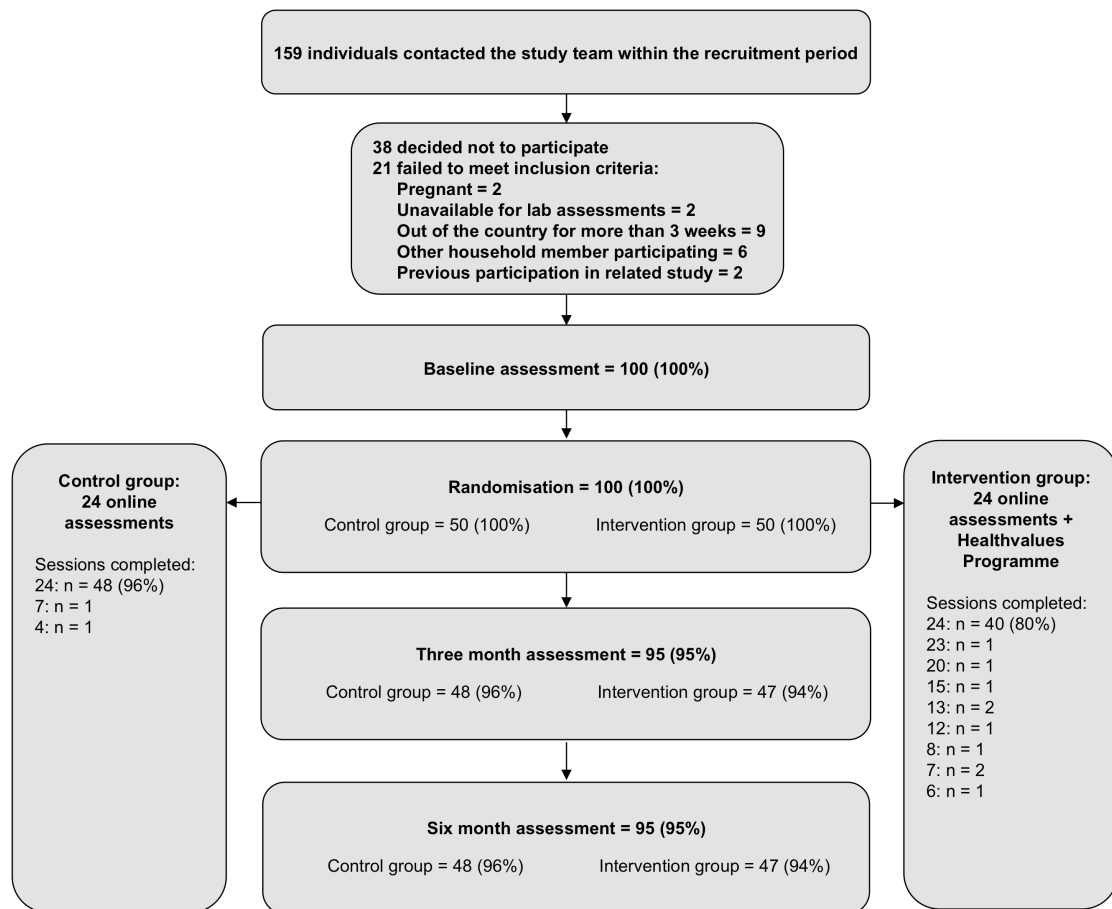 159 individuals contacted the study team within the recruitment period
38 decided not to participate
21 failed to meet inclusion criteria:
Pregnant = 2
Unavailable for lab assessments = 2
Out of the country for more than 3 weeks = 9
Other household member participating = 6
Previous participation in related study = 2
Baseline assessment = 100 (100%)
Control group:
24 online
assessments
Sessions completed:
24: n = 48 (96%)
7: n = 1
4: n = 1
Randomisation = 100 (100%)
Control group = 50 (100%) Intervention group = 50 (100%)
Intervention group:
24 online
assessments +
Healthvalues
Programme
Sessions completed:
24: n = 40 (80%)
23: n = 1
20: n = 1
15: n = 1
13: n = 2
12: n = 1
8: n = 1
7: n = 2
6: n = 1
Three month assessment = 95 (95%)
Control group = 48 (96%) Intervention group = 47 (94%)
Six month assessment = 95 (95%)
Control group = 48 (96%) Intervention group = 47 (94%)